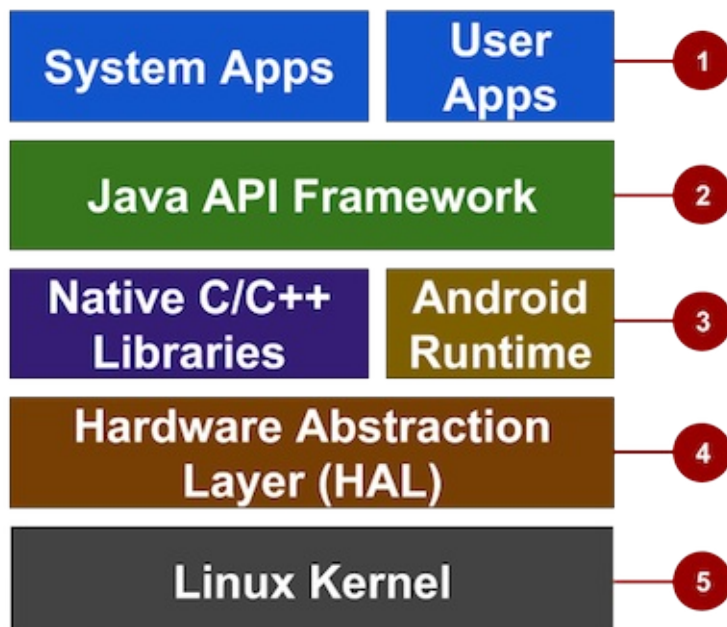 System Apps
User
Apps
1
Java API Framework
2
Native C/C++
Libraries
Android
Runtime
3
Hardware Abstraction
Layer (HAL)
4
Linux Kernel
5